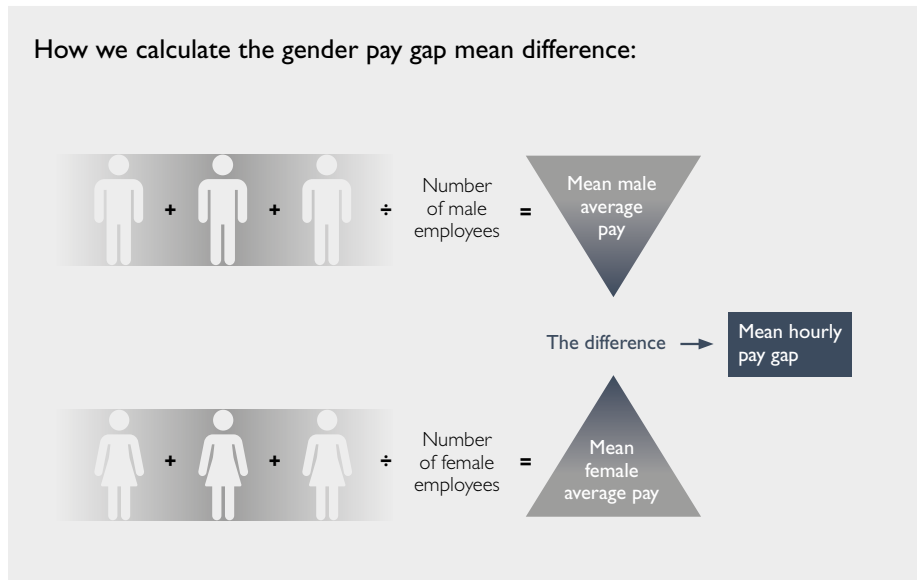 How we calculate the gender pay gap mean difference:
+ + ÷
Number
of male
employees
=
Mean male
average
pay
The difference
Mean hourly
pay gap
+ + ÷
Number
of female
employees
=
Mean
female
average pay